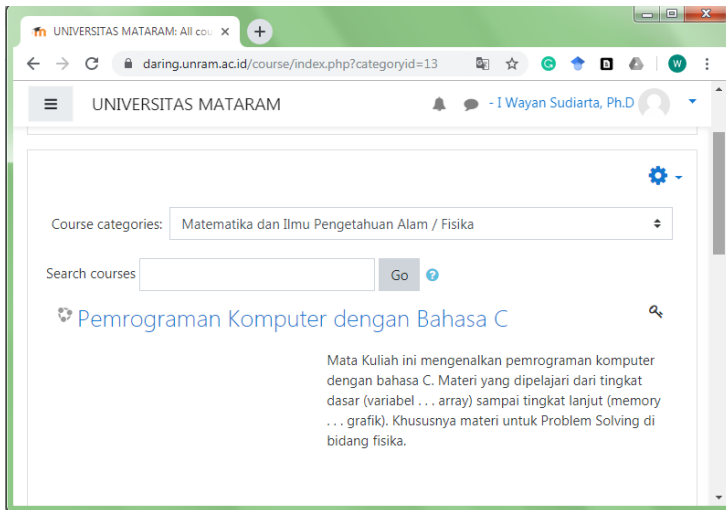 UNIVERSITAS MATARAM: All cou
daring.unram.ac.id/course/index.php?categoryid=13
UNIVERSITAS MATARAM
- I Wayan Sudiarta, Ph.D
Course categories:
Matematika dan Ilmu Pengetahuan Alam / Fisika
Search courses
Go
Pemrograman Komputer dengan Bahasa C
Mata Kuliah ini mengenalkan pemrograman komputer
dengan bahasa C. Materi yang dipelajari dari tingkat
dasar (variabel . . . array) sampai tingkat lanjut (memory
. . . grafik). Khususnya materi untuk Problem Solving di
bidang fisika.